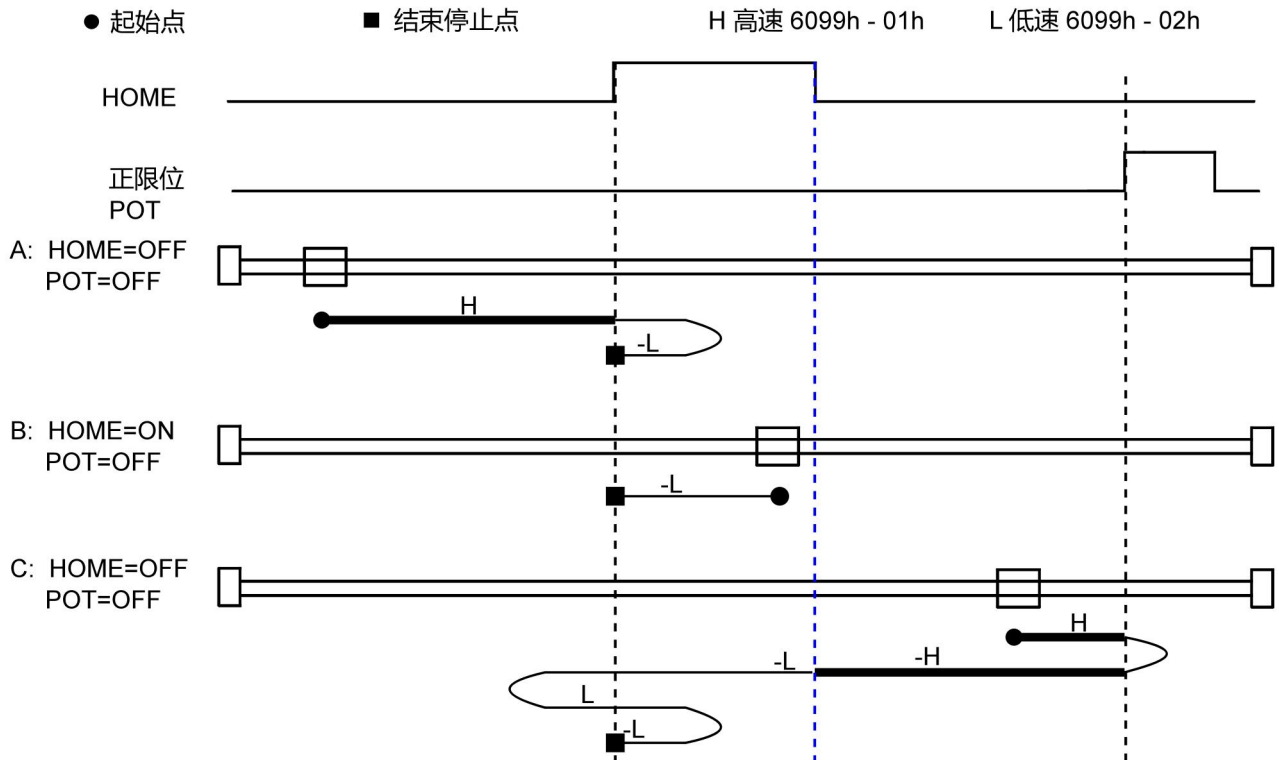 ● 起始点 ■ 结束停止点 H 高速 6099h - 01h L 低速 6099h - 02h
HOME
正限位
POT
A: HOME=OFF
POT=OFF
H
-L
B: HOME=ON
POT=OFF
-L
C: HOME=OFF
POT=OFF
H
-L -H
L
-L